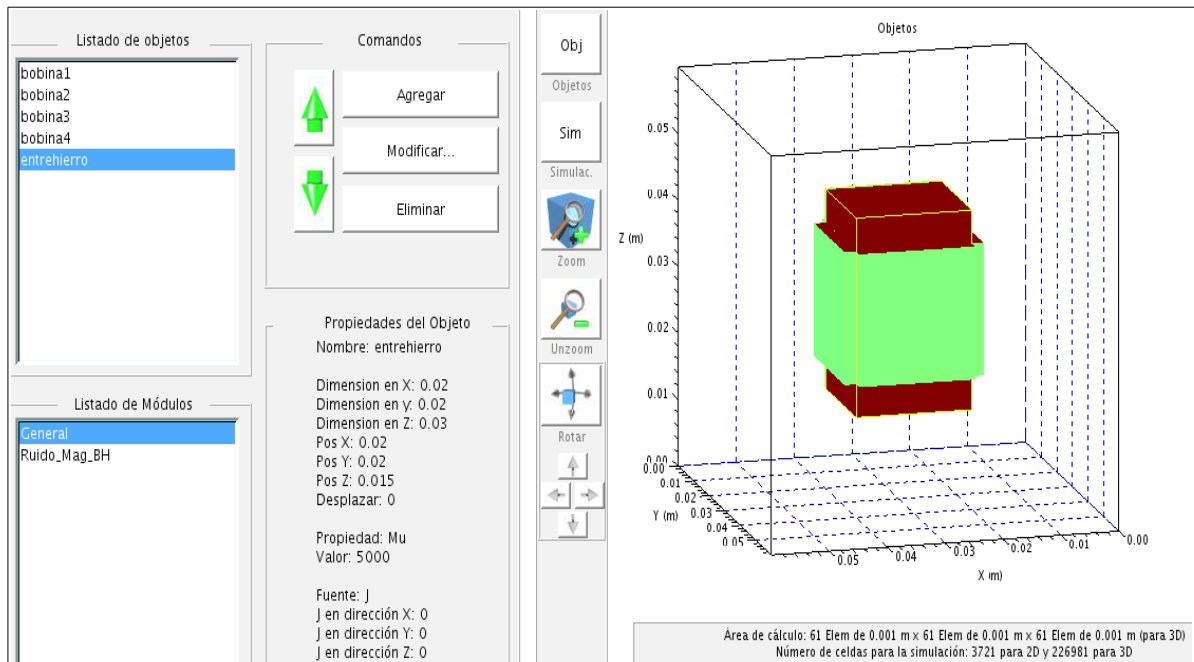 Listado de objetos
bobina1
bobina2
bobina3
bobina4
entrehierro
Comandos
Agregar
Modificar...
Eliminar
Listado de Módulos
General
Ruido_Mag_BH
Propiedades del Objeto
Nombre: entrehierro
Dimension en X: 0.02
Dimension en y: 0.02
Dimension en Z: 0.03
Pos X: 0.02
Pos Y: 0.02
Pos Z: 0.015
Desplazar: 0
Propiedad: Mu
Valor: 5000
Fuente: J
J en dirección X: 0
J en dirección Y: 0
J en dirección Z: 0
Obj
Objetos
Sim
Simulac.
Zoom
Unzoom
Rotar
Objetos
0.05
0.04
Z (m)
0.03
0.02
0.01
0.00
0.00
0.01
0.02
0.03
0.04
0.05
Y (m)
0.05
0.04
0.03
0.02
0.01
0.00
X (m)
Área de cálculo: 61 Elem de 0.001 m x 61 Elem de 0.001 m x 61 Elem de 0.001 m (para 3D)
Número de celdas para la simulación: 3721 para 2D y 226981 para 3D